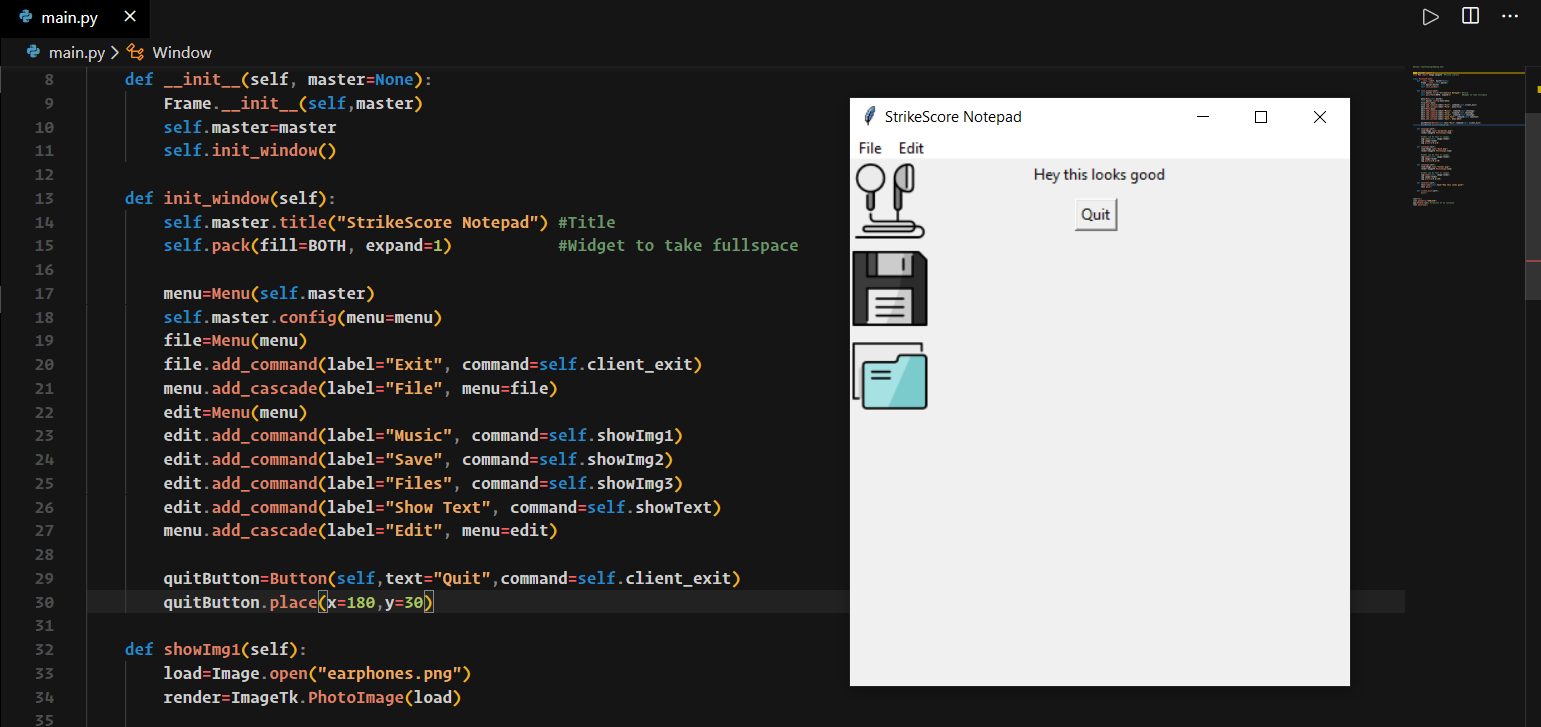 main.py
main.py > Window
8 def __init__(self, master=None):
9 Frame.__init__(self,master)
10 self.master=master
11 self.init_window()
12
13 def init_window(self):
14 self.master.title("StrikeScore Notepad") #Title
15 self.pack(fill=BOTH, expand=1) #Widget to take fullspace
16
17 menu=Menu(self.master)
18 self.master.config(menu=menu)
19 file=Menu(menu)
20 file.add_command(label="Exit", command=self.client_exit)
21 menu.add_cascade(label="File", menu=file)
22 edit=Menu(menu)
23 edit.add_command(label="Music", command=self.showImg1)
24 edit.add_command(label="Save", command=self.showImg2)
25 edit.add_command(label="Files", command=self.showImg3)
26 edit.add_command(label="Show Text", command=self.showText)
27 menu.add_cascade(label="Edit", menu=edit)
28
29 quitButton=Button(self,text="Quit",command=self.client_exit)
30 quitButton.place(x=180,y=30)
31
32 def showImg1(self):
33 load=Image.open("earphones.png")
34 render=ImageTk.PhotoImage(load)
35
StrikeScore Notepad
File Edit
Hey this looks good
Quit